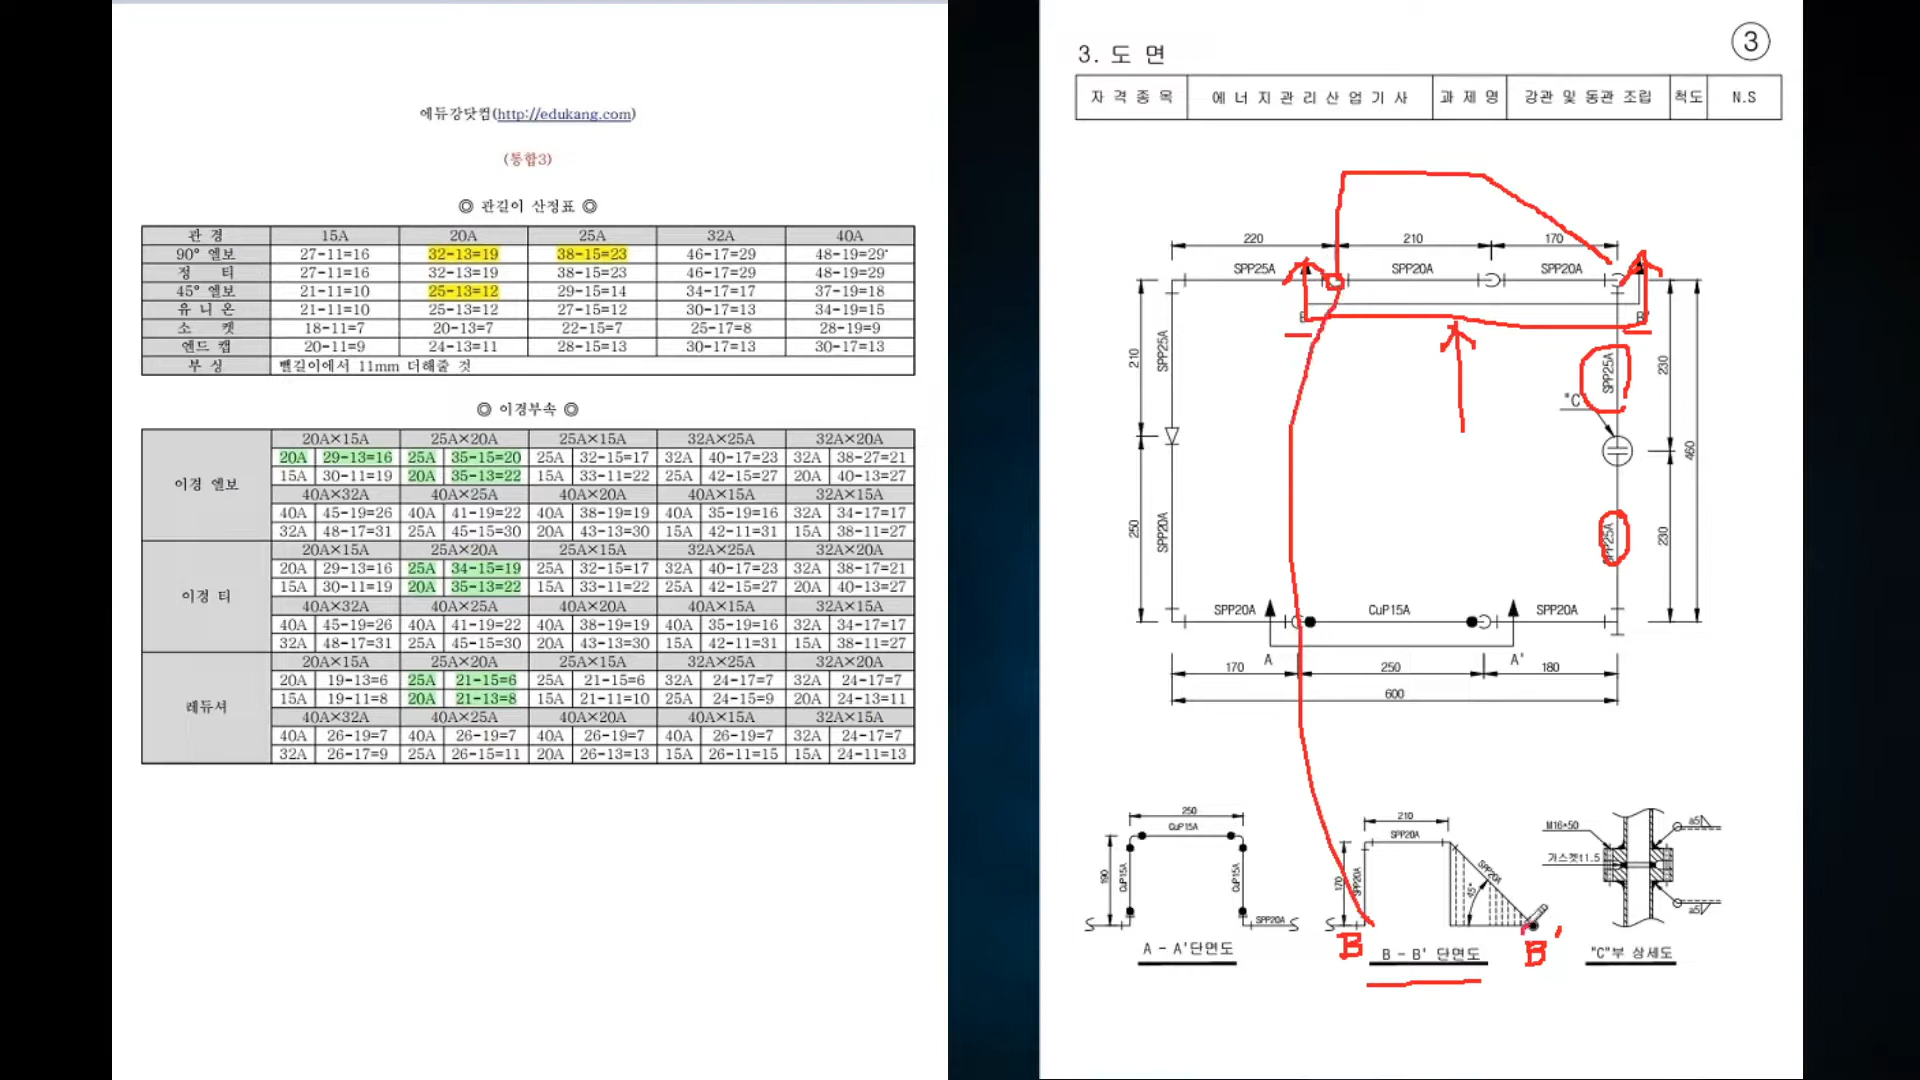 에듀강닷컴(http://edukang.com)
(통합3)
◎ 관길이 산정표 ◎
관 경 15A 20A 25A 32A 40A
90° 엘보 27-11=16 32-13=19 38-15=23 46-17=29 48-19=29
정 티 27-11=16 32-13=19 38-15=23 46-17=29 48-19=29
45° 엘보 21-11=10 25-13=12 29-15=14 34-17=17 37-19=18
유 니 온 21-11=10 25-13=12 27-15=12 30-17=13 34-19=15
소 켓 18-11=7 20-13=7 22-15=7 25-17=8 28-19=9
엔드 캡 20-11=9 24-13=11 28-15=13 30-17=13 30-17=13
부 싱 뺄길이에서 11mm 더해줄 것
◎ 이경부속 ◎
이경 엘보
20A×15A 25A×20A 25A×15A 32A×25A 32A×20A
20A 29-13=16 25A 35-15=20 25A 32-15=17 32A 40-17=23 32A 38-27=21
15A 30-11=19 20A 35-13=22 15A 33-11=22 25A 42-15=27 20A 40-13=27
40A×32A 40A×25A 40A×20A 40A×15A 32A×15A
40A 45-19=26 40A 41-19=22 40A 38-19=19 40A 35-19=16 32A 34-17=17
32A 48-17=31 25A 45-15=30 20A 43-13=30 15A 42-11=31 15A 38-11=27
이경 티
20A×15A 25A×20A 25A×15A 32A×25A 32A×20A
20A 29-13=16 25A 34-15=19 25A 32-15=17 32A 40-17=23 32A 38-17=21
15A 30-11=19 20A 35-13=22 15A 33-11=22 25A 42-15=27 20A 40-13=27
40A×32A 40A×25A 40A×20A 40A×15A 32A×15A
40A 45-19=26 40A 41-19=22 40A 38-19=19 40A 35-19=16 32A 34-17=17
32A 48-17=31 25A 45-15=30 20A 43-13=30 15A 42-11=31 15A 38-11=27
레듀셔
20A×15A 25A×20A 25A×15A 32A×25A 32A×20A
20A 19-13=6 25A 21-15=6 25A 21-15=6 32A 24-17=7 32A 24-17=7
15A 19-11=8 20A 21-13=8 15A 21-11=10 25A 24-15=9 20A 24-13=11
40A×32A 40A×25A 40A×20A 40A×15A 32A×15A
40A 26-19=7 40A 26-19=7 40A 26-19=7 40A 26-19=7 32A 24-17=7
32A 26-17=9 25A 26-15=11 20A 26-13=13 15A 26-11=15 15A 24-11=13
③
3. 도 면
자 격 종 목 에 너 지 관 리 산 업 기 사 과 제 명 강관 및 동관 조립 척도 N.S
220 210 170
SPP25A SPP20A SPP20A
B B'
210 SPP25A SPP25A 230
"C"
460
250 SPP20A SPP25A 230
SPP20A CuP15A SPP20A
A A'
170 250 180
600
250
CuP15A
190 CuP15A CuP15A
SPP20A
A - A'단면도
210
SPP20A
170 SPP20A SPP20A
45°
B B'
B - B' 단면도
M16*50
가스켓t1.5
a5
a5
"C"부 상세도